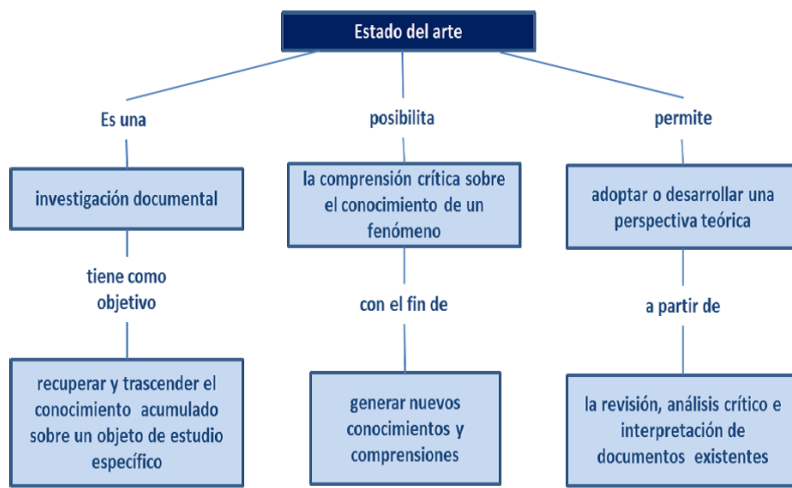 Estado del arte
Es una
posibilita
permite
investigación documental
la comprensión crítica sobre
el conocimiento de un
fenómeno
adoptar o desarrollar una
perspectiva teórica
tiene como
objetivo
con el fin de
a partir de
recuperar y trascender el
conocimiento acumulado
sobre un objeto de estudio
específico
generar nuevos
conocimientos y
comprensiones
la revisión, análisis crítico e
interpretación de
documentos existentes